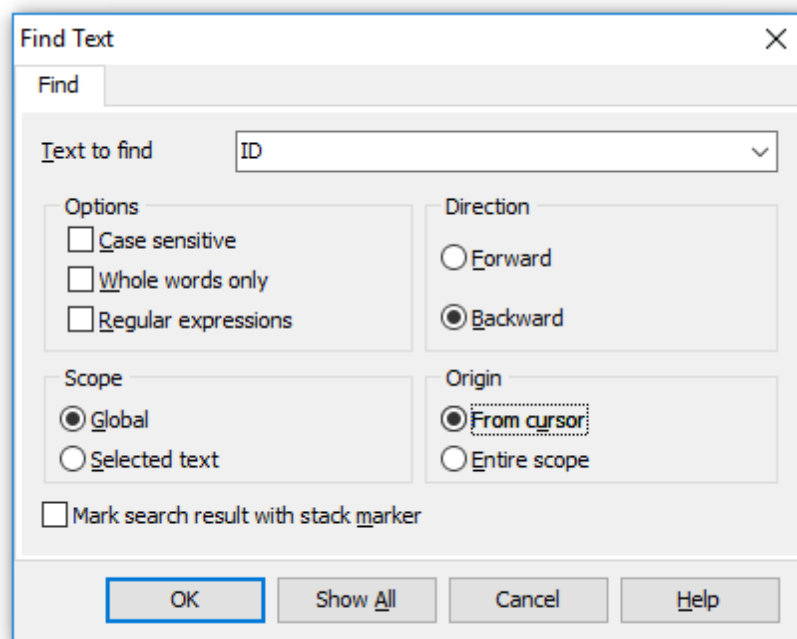 Find Text
Find
Text to find ID
Options
Case sensitive
Whole words only
Regular expressions
Direction
Forward
Backward
Scope
Global
Selected text
Origin
From cursor
Entire scope
Mark search result with stack marker
OK Show All Cancel Help